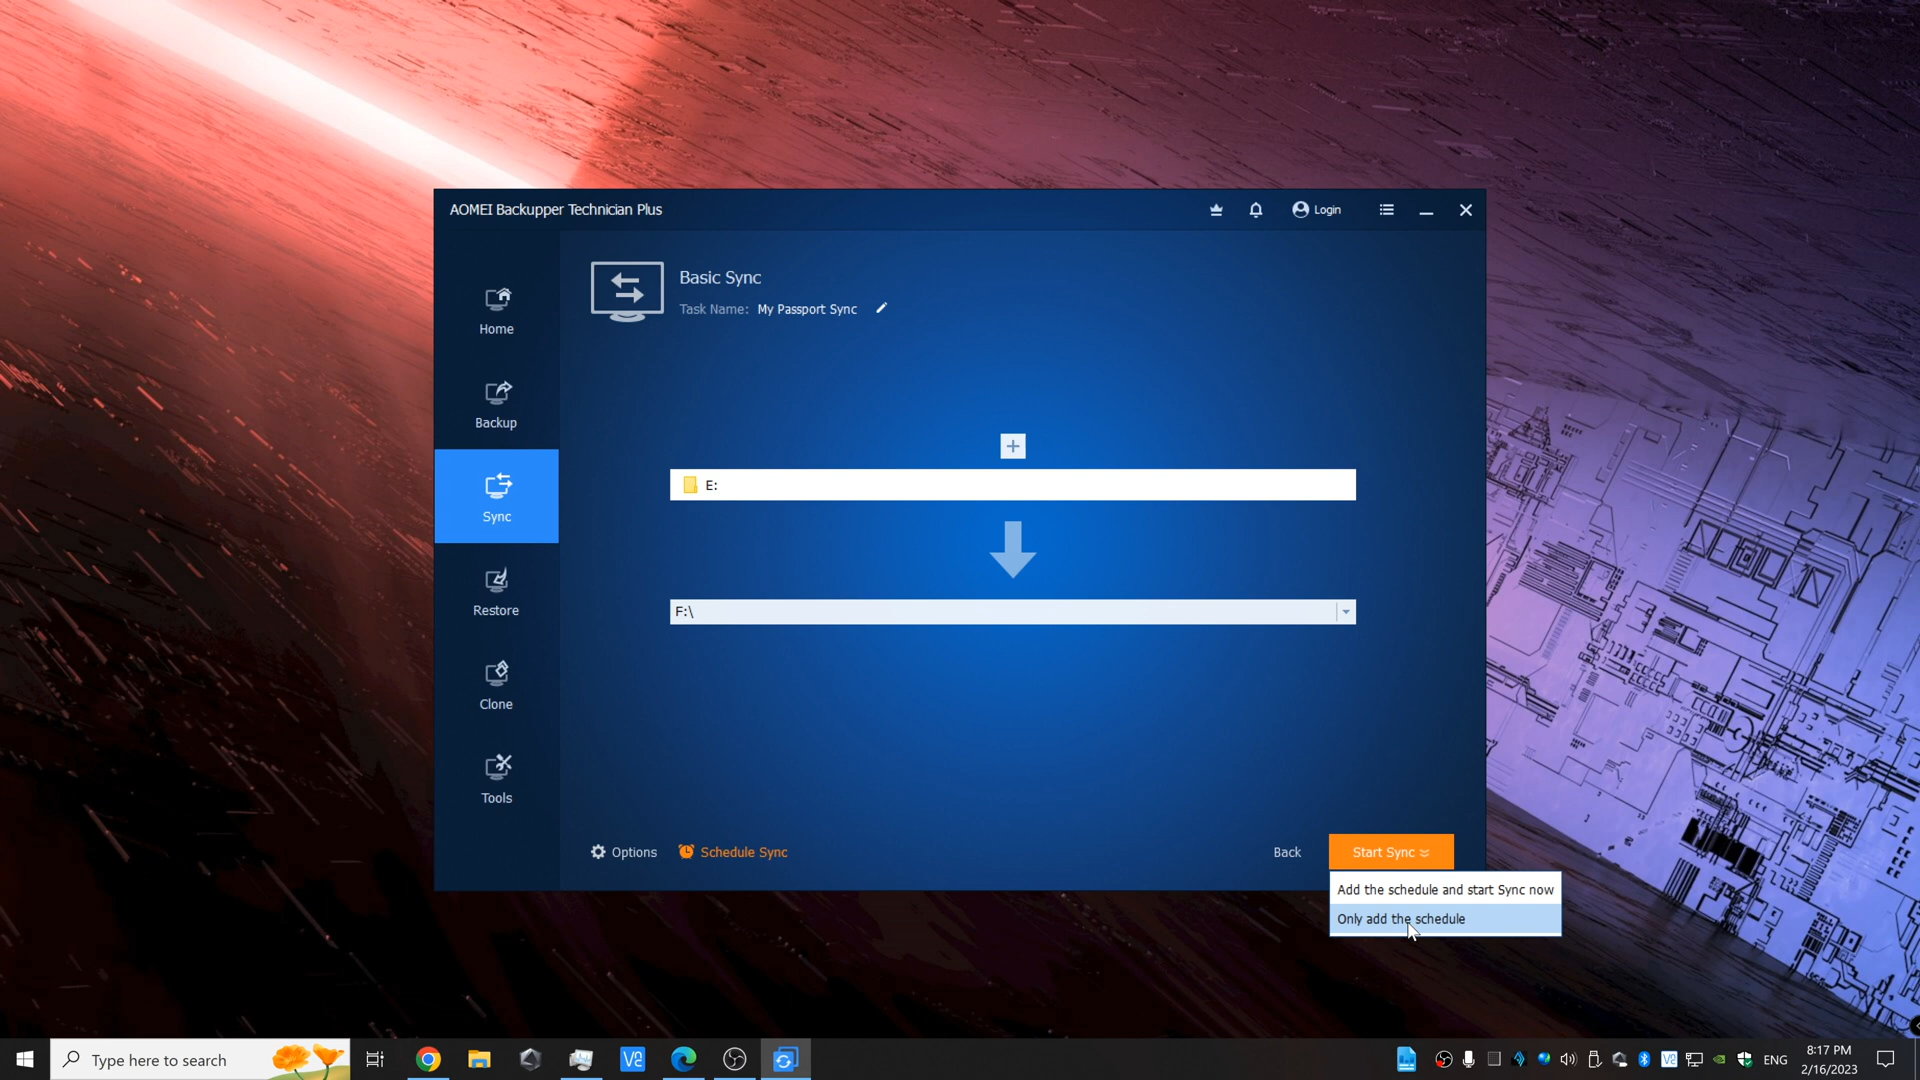 AOMEI Backupper Technician Plus
Login
Home
Backup
Sync
Restore
Clone
Tools
Basic Sync
Task Name: My Passport Sync
E:
F:\
Options
Schedule Sync
Back
Start Sync
Add the schedule and start Sync now
Only add the schedule
Type here to search
V2
V2
ENG
8:17 PM
2/16/2023